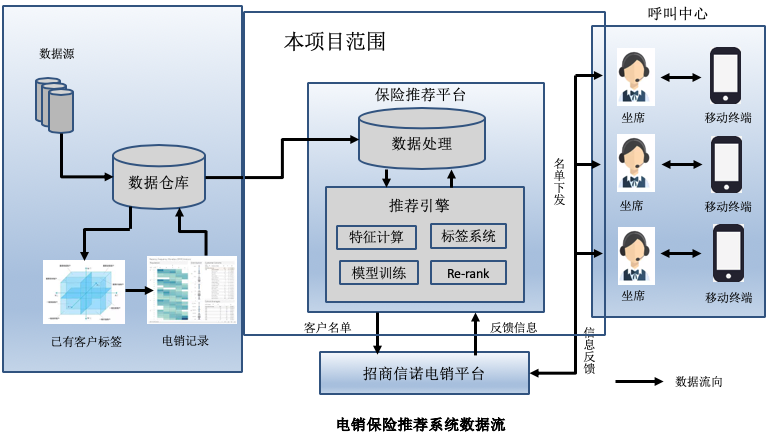 呼叫中心
本项目范围
数据源
保险推荐平台
数据处理
坐席
移动终端
数据仓库
名单下发
推荐引擎
坐席
移动终端
特征计算
标签系统
模型训练
Re-rank
坐席
移动终端
已有客户标签
电销记录
客户名单
反馈信息
信息反馈
招商信诺电销平台
数据流向
电销保险推荐系统数据流